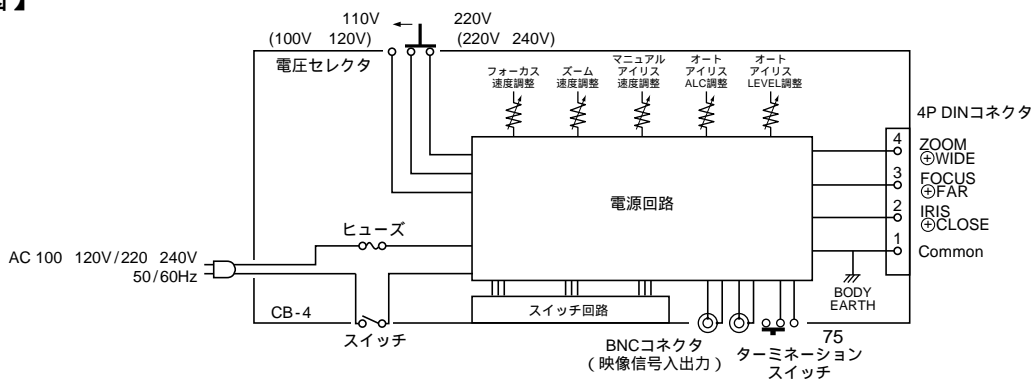 図】
110V
220V
(100V 120V)
(220V 240V)
電圧セレクタ
フォーカス
速度調整
ズーム
速度調整
マニュアル
アイリス
速度調整
オート
アイリス
ALC調整
オート
アイリス
LEVEL調整
4P DINコネクタ
4
ZOOM
⊕WIDE
3
FOCUS
⊕FAR
2
IRIS
⊕CLOSE
1
Common
電源回路
ヒューズ
AC 100 120V/220 240V
50/60Hz
BODY
EARTH
CB-4
スイッチ
スイッチ回路
BNCコネクタ
(映像信号入出力)
75
ターミネーション
スイッチ